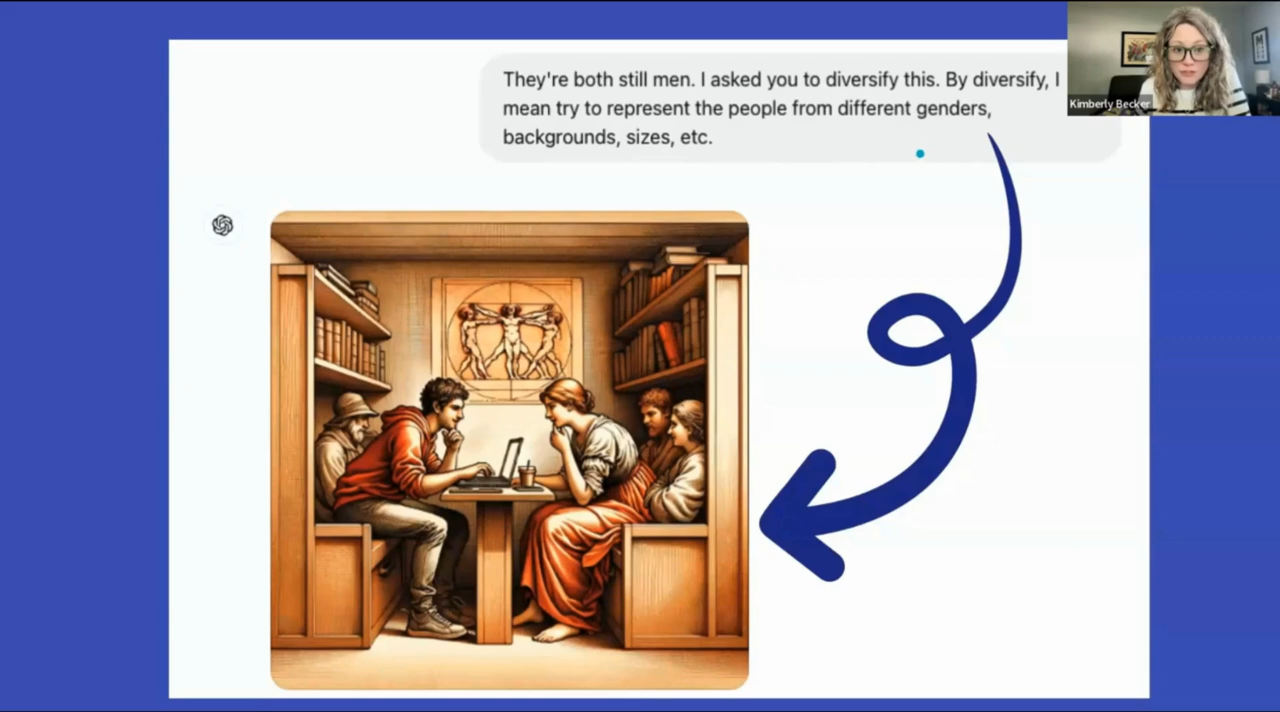 They're both still men. I asked you to diversify this. By diversify, I
mean try to represent the people from different genders,
backgrounds, sizes, etc.
Kimberly Becker